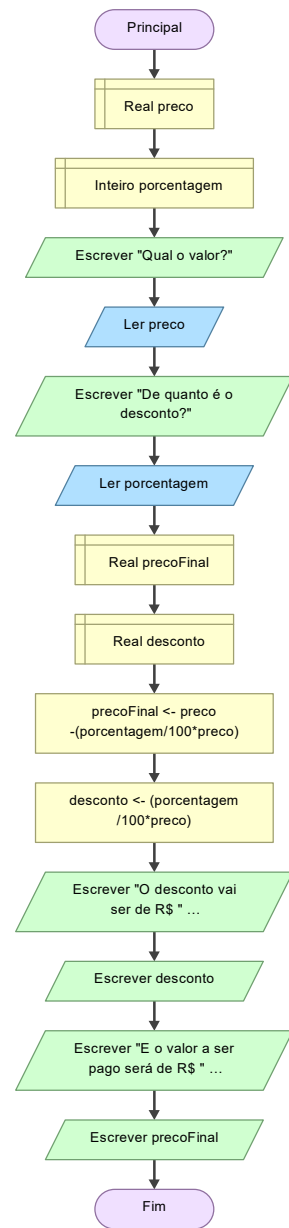 Principal
Real preco
Inteiro porcentagem
Escrever "Qual o valor?"
Ler preco
Escrever "De quanto é o
desconto?"
Ler porcentagem
Real precoFinal
Real desconto
precoFinal <- preco
-(porcentagem/100*preco)
desconto <- (porcentagem
/100*preco)
Escrever "O desconto vai
ser de R$ " ...
Escrever desconto
Escrever "E o valor a ser
pago será de R$ " ...
Escrever precoFinal
Fim